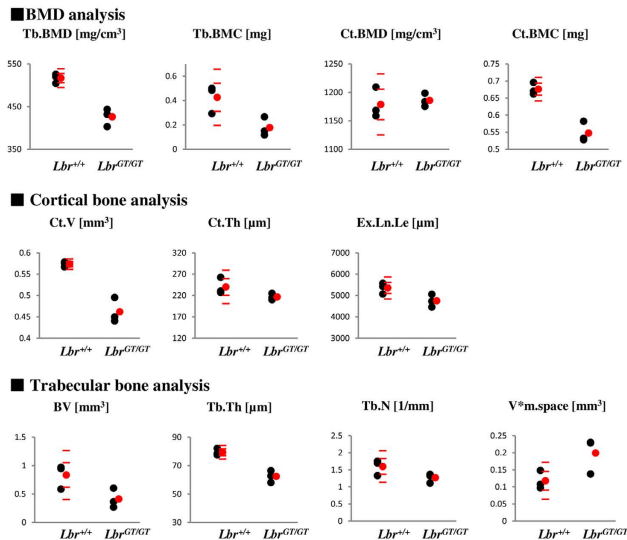 ■BMD analysis
Tb.BMD [mg/cm³] Tb.BMC [mg] Ct.BMD [mg/cm³] Ct.BMC [mg]
550 450 350
0.6 0.4 0.2 0
1250 1200 1150 1100
0.75 0.7 0.65 0.6 0.55 0.5
Lbr+/+ LbrGT/GT Lbr+/+ LbrGT/GT Lbr+/+ LbrGT/GT Lbr+/+ LbrGT/GT
■ Cortical bone analysis
Ct.V [mm³] Ct.Th [µm] Ex.Ln.Le [µm]
0.6 0.55 0.5 0.45 0.4
300 260 220 180 120
7000 6000 5000 4000 3000
Lbr+/+ LbrGT/GT Lbr+/+ LbrGT/GT Lbr+/+ LbrGT/GT
■ Trabecular bone analysis
BV [mm³] Tb.Th [µm] Tb.N [1/mm] V*m.space [mm³]
1.5 1 0.5 0
90 70 50 30
2.5 2 1.5 1 0.5 0
0.25 0.2 0.15 0.1 0.05 0
Lbr+/+ LbrGT/GT Lbr+/+ LbrGT/GT Lbr+/+ LbrGT/GT Lbr+/+ LbrGT/GT